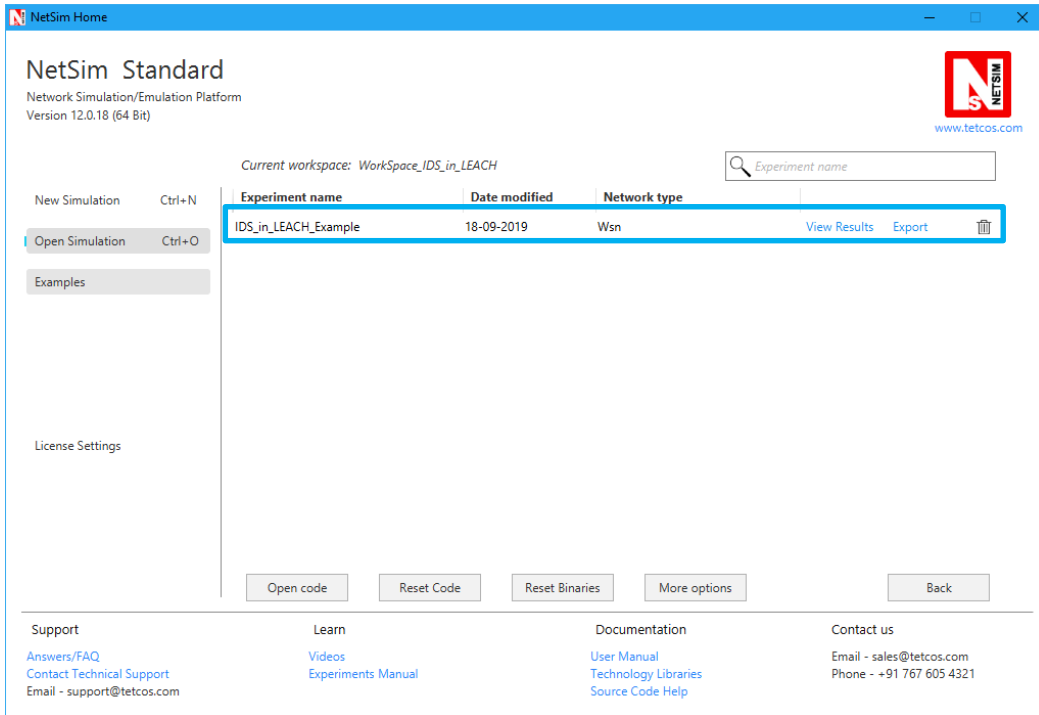 NetSim Home
NetSim Standard
Network Simulation/Emulation Platform
Version 12.0.18 (64 Bit)
N
S
NETSIM
www.tetcos.com
Current workspace: WorkSpace_IDS_in_LEACH
Experiment name
New Simulation Ctrl+N
Open Simulation Ctrl+O
Examples
License Settings
Experiment name Date modified Network type
IDS_in_LEACH_Example 18-09-2019 Wsn View Results Export
Open code Reset Code Reset Binaries More options Back
Support
Answers/FAQ
Contact Technical Support
Email - support@tetcos.com
Learn
Videos
Experiments Manual
Documentation
User Manual
Technology Libraries
Source Code Help
Contact us
Email - sales@tetcos.com
Phone - +91 767 605 4321